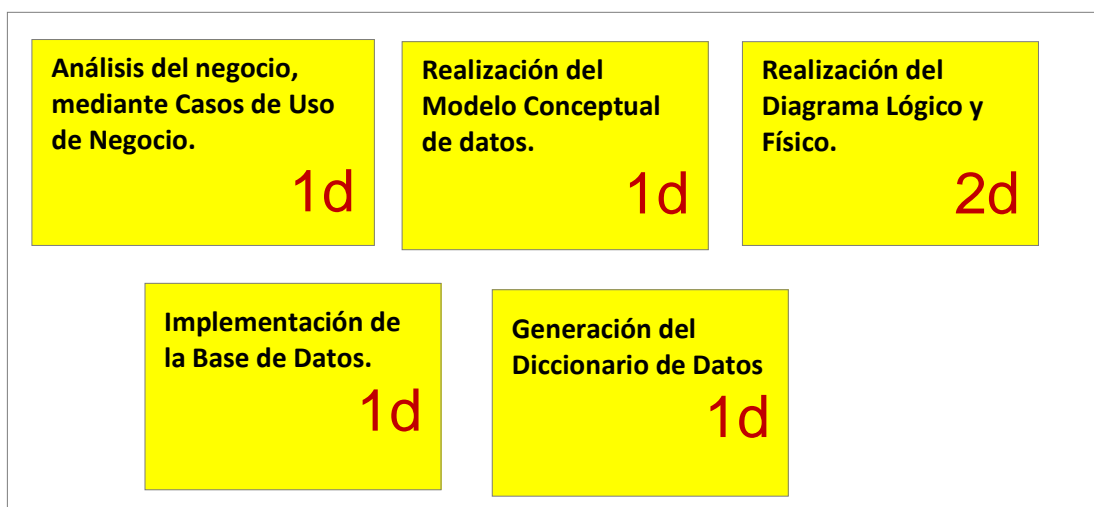 Análisis del negocio,
mediante Casos de Uso
de Negocio.
1d
Realización del
Modelo Conceptual
de datos.
1d
Realización del
Diagrama Lógico y
Físico.
2d
Implementación de
la Base de Datos.
1d
Generación del
Diccionario de Datos
1d